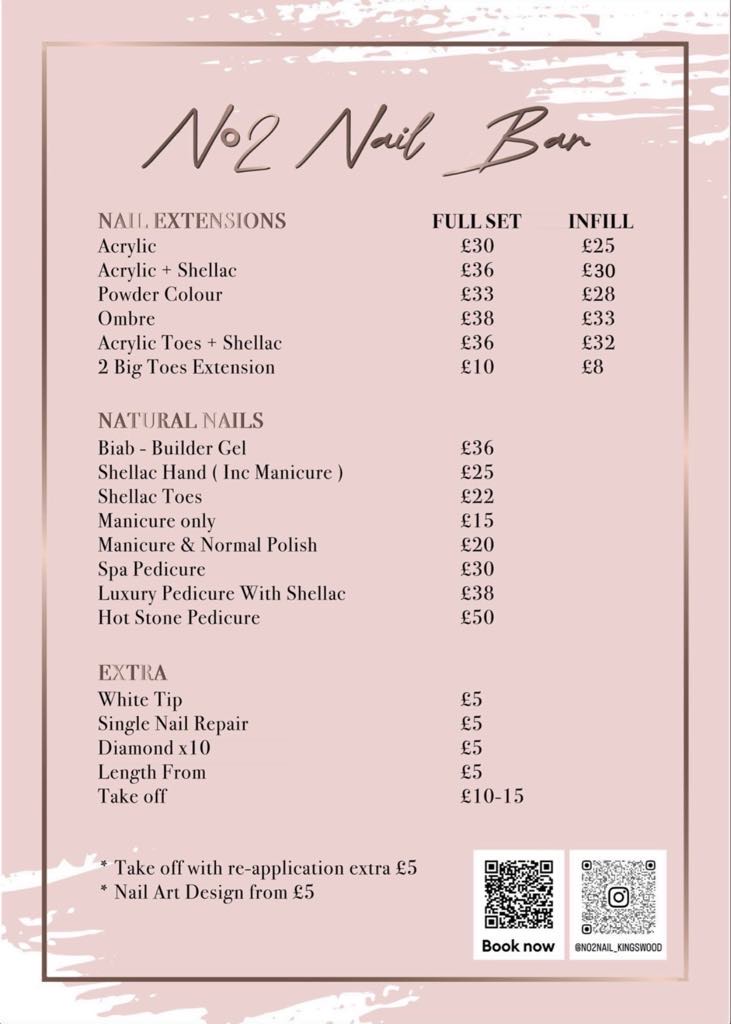 No2 Nail Bar
NAIL EXTENSIONS FULL SET INFILL
Acrylic £30 £25
Acrylic + Shellac £36 £30
Powder Colour £33 £28
Ombre £38 £33
Acrylic Toes + Shellac £36 £32
2 Big Toes Extension £10 £8
NATURAL NAILS
Biab - Builder Gel £36
Shellac Hand ( Inc Manicure ) £25
Shellac Toes £22
Manicure only £15
Manicure & Normal Polish £20
Spa Pedicure £30
Luxury Pedicure With Shellac £38
Hot Stone Pedicure £50
EXTRA
White Tip £5
Single Nail Repair £5
Diamond x10 £5
Length From £5
Take off £10-15
* Take off with re-application extra £5
* Nail Art Design from £5
Book now
@NO2NAIL_KINGSWOOD